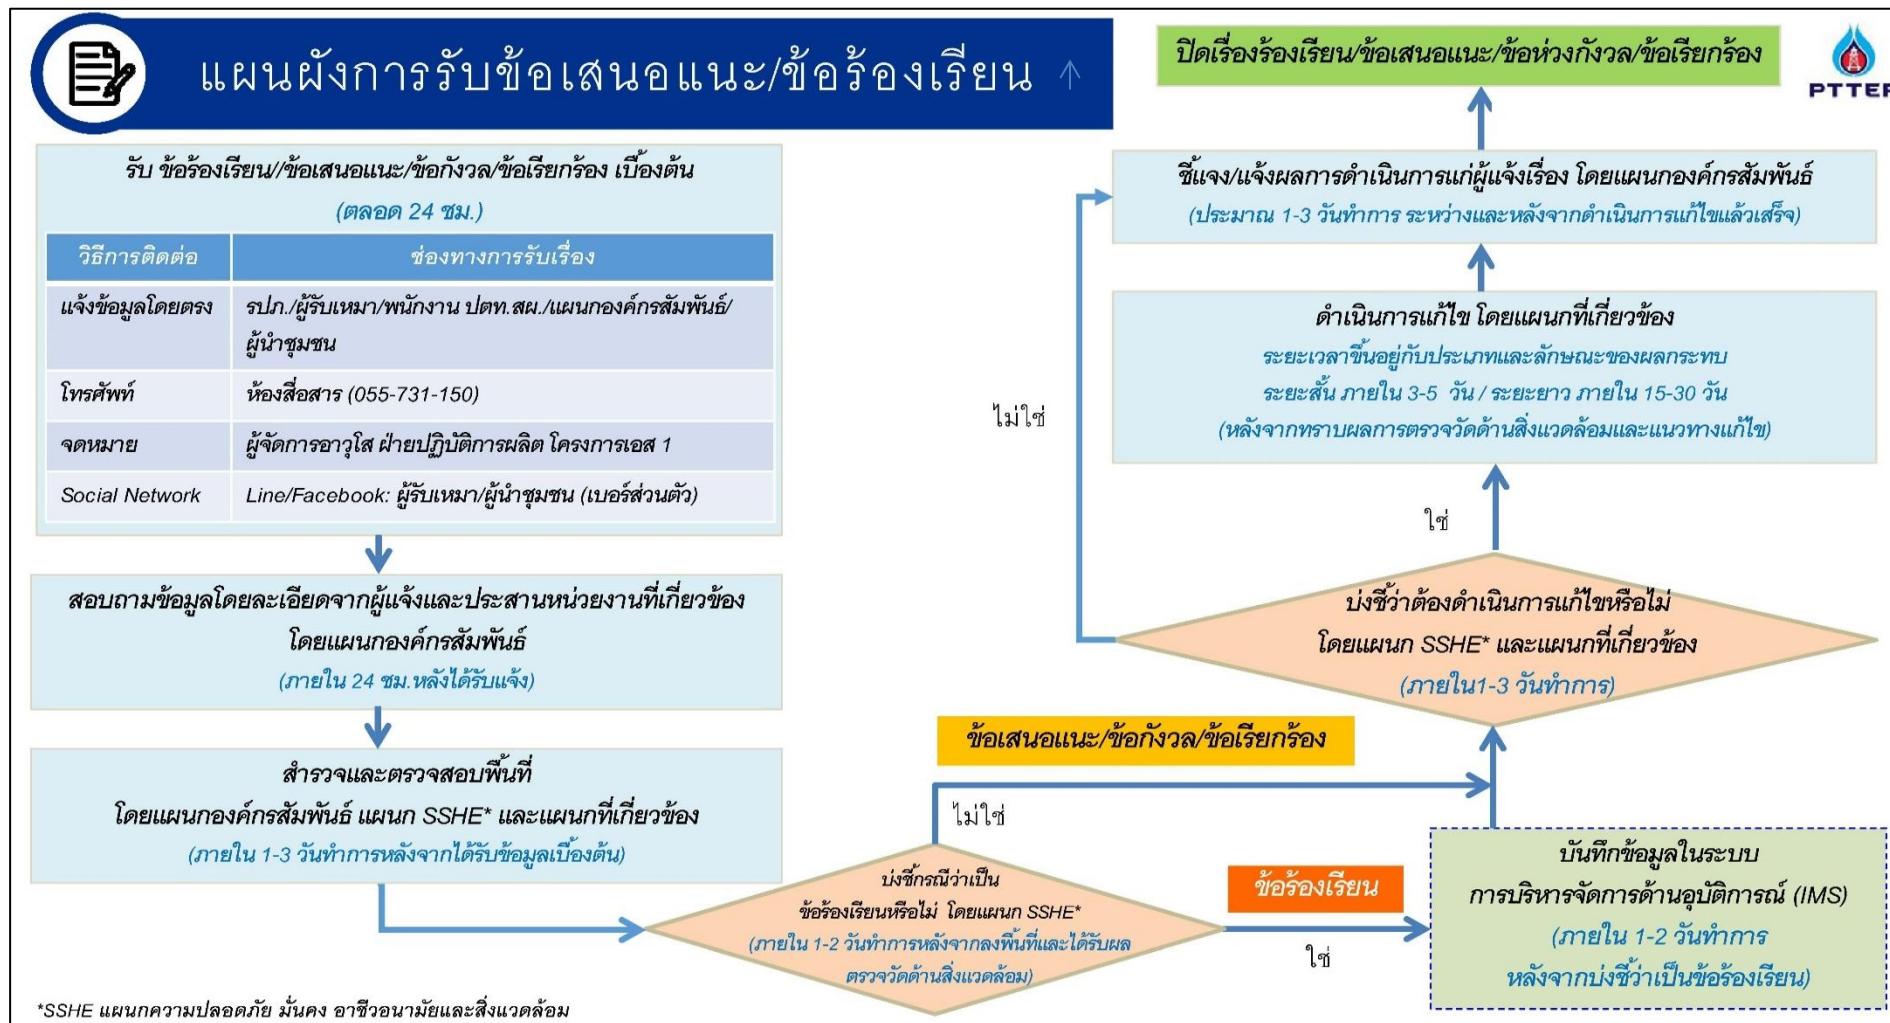 แผนผังการรับข้อเสนอแนะ/ข้อร้องเรียน ↑
รับ ข้อร้องเรียน//ข้อเสนอแนะ/ข้อกังวล/ข้อเรียกร้อง เบื้องต้น
(ตลอด 24 ชม.)
วิธีการติดต่อ ช่องทางการรับเรื่อง
แจ้งข้อมูลโดยตรง รปภ./ผู้รับเหมา/พนักงาน ปตท.สผ./แผนกองค์กรสัมพันธ์/
ผู้นำชุมชน
โทรศัพท์ ห้องสื่อสาร (055-731-150)
จดหมาย ผู้จัดการอาวุโส ฝ่ายปฏิบัติการผลิต โครงการเอส 1
Social Network Line/Facebook: ผู้รับเหมา/ผู้นำชุมชน (เบอร์ส่วนตัว)
สอบถามข้อมูลโดยละเอียดจากผู้แจ้งและประสานหน่วยงานที่เกี่ยวข้อง
โดยแผนกองค์กรสัมพันธ์
(ภายใน 24 ชม.หลังได้รับแจ้ง)
สำรวจและตรวจสอบพื้นที่
โดยแผนกองค์กรสัมพันธ์ แผนก SSHE* และแผนกที่เกี่ยวข้อง
(ภายใน 1-3 วันทำการหลังจากได้รับข้อมูลเบื้องต้น)
บ่งชี้กรณีว่าเป็น
ข้อร้องเรียนหรือไม่ โดยแผนก SSHE*
(ภายใน 1-2 วันทำการหลังจากลงพื้นที่และได้รับผล
ตรวจวัดด้านสิ่งแวดล้อม)
ไม่ใช่
ข้อเสนอแนะ/ข้อกังวล/ข้อเรียกร้อง
ข้อร้องเรียน
ใช่
บันทึกข้อมูลในระบบ
การบริหารจัดการด้านอุบัติการณ์ (IMS)
(ภายใน 1-2 วันทำการ
หลังจากบ่งชี้ว่าเป็นข้อร้องเรียน)
บ่งชี้ว่าต้องดำเนินการแก้ไขหรือไม่
โดยแผนก SSHE* และแผนกที่เกี่ยวข้อง
(ภายใน1-3 วันทำการ)
ไม่ใช่
ใช่
ดำเนินการแก้ไข โดยแผนกที่เกี่ยวข้อง
ระยะเวลาขึ้นอยู่กับประเภทและลักษณะของผลกระทบ
ระยะสั้น ภายใน 3-5 วัน / ระยะยาว ภายใน 15-30 วัน
(หลังจากทราบผลการตรวจวัดด้านสิ่งแวดล้อมและแนวทางแก้ไข)
ชี้แจง/แจ้งผลการดำเนินการแก่ผู้แจ้งเรื่อง โดยแผนกองค์กรสัมพันธ์
(ประมาณ 1-3 วันทำการ ระหว่างและหลังจากดำเนินการแก้ไขแล้วเสร็จ)
ปิดเรื่องร้องเรียน/ข้อเสนอแนะ/ข้อห่วงกังวล/ข้อเรียกร้อง
PTTEP
*SSHE แผนกความปลอดภัย มั่นคง อาชีวอนามัยและสิ่งแวดล้อม